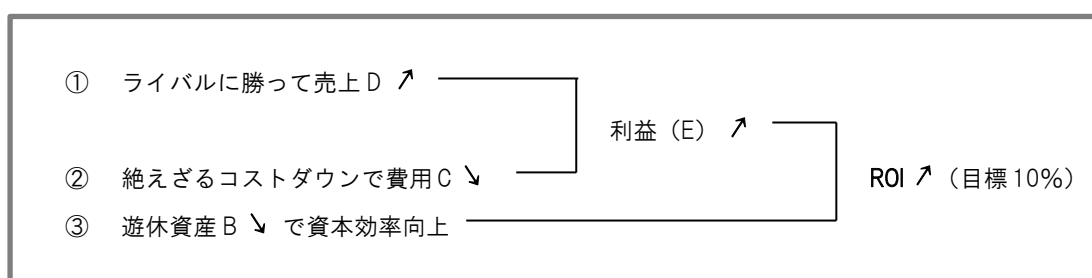 ① ライバルに勝って売上D ↗
利益（E） ↗
② 絶えざるコストダウンで費用C ↘
ROI ↗（目標10%）
③ 遊休資産B ↘ で資本効率向上